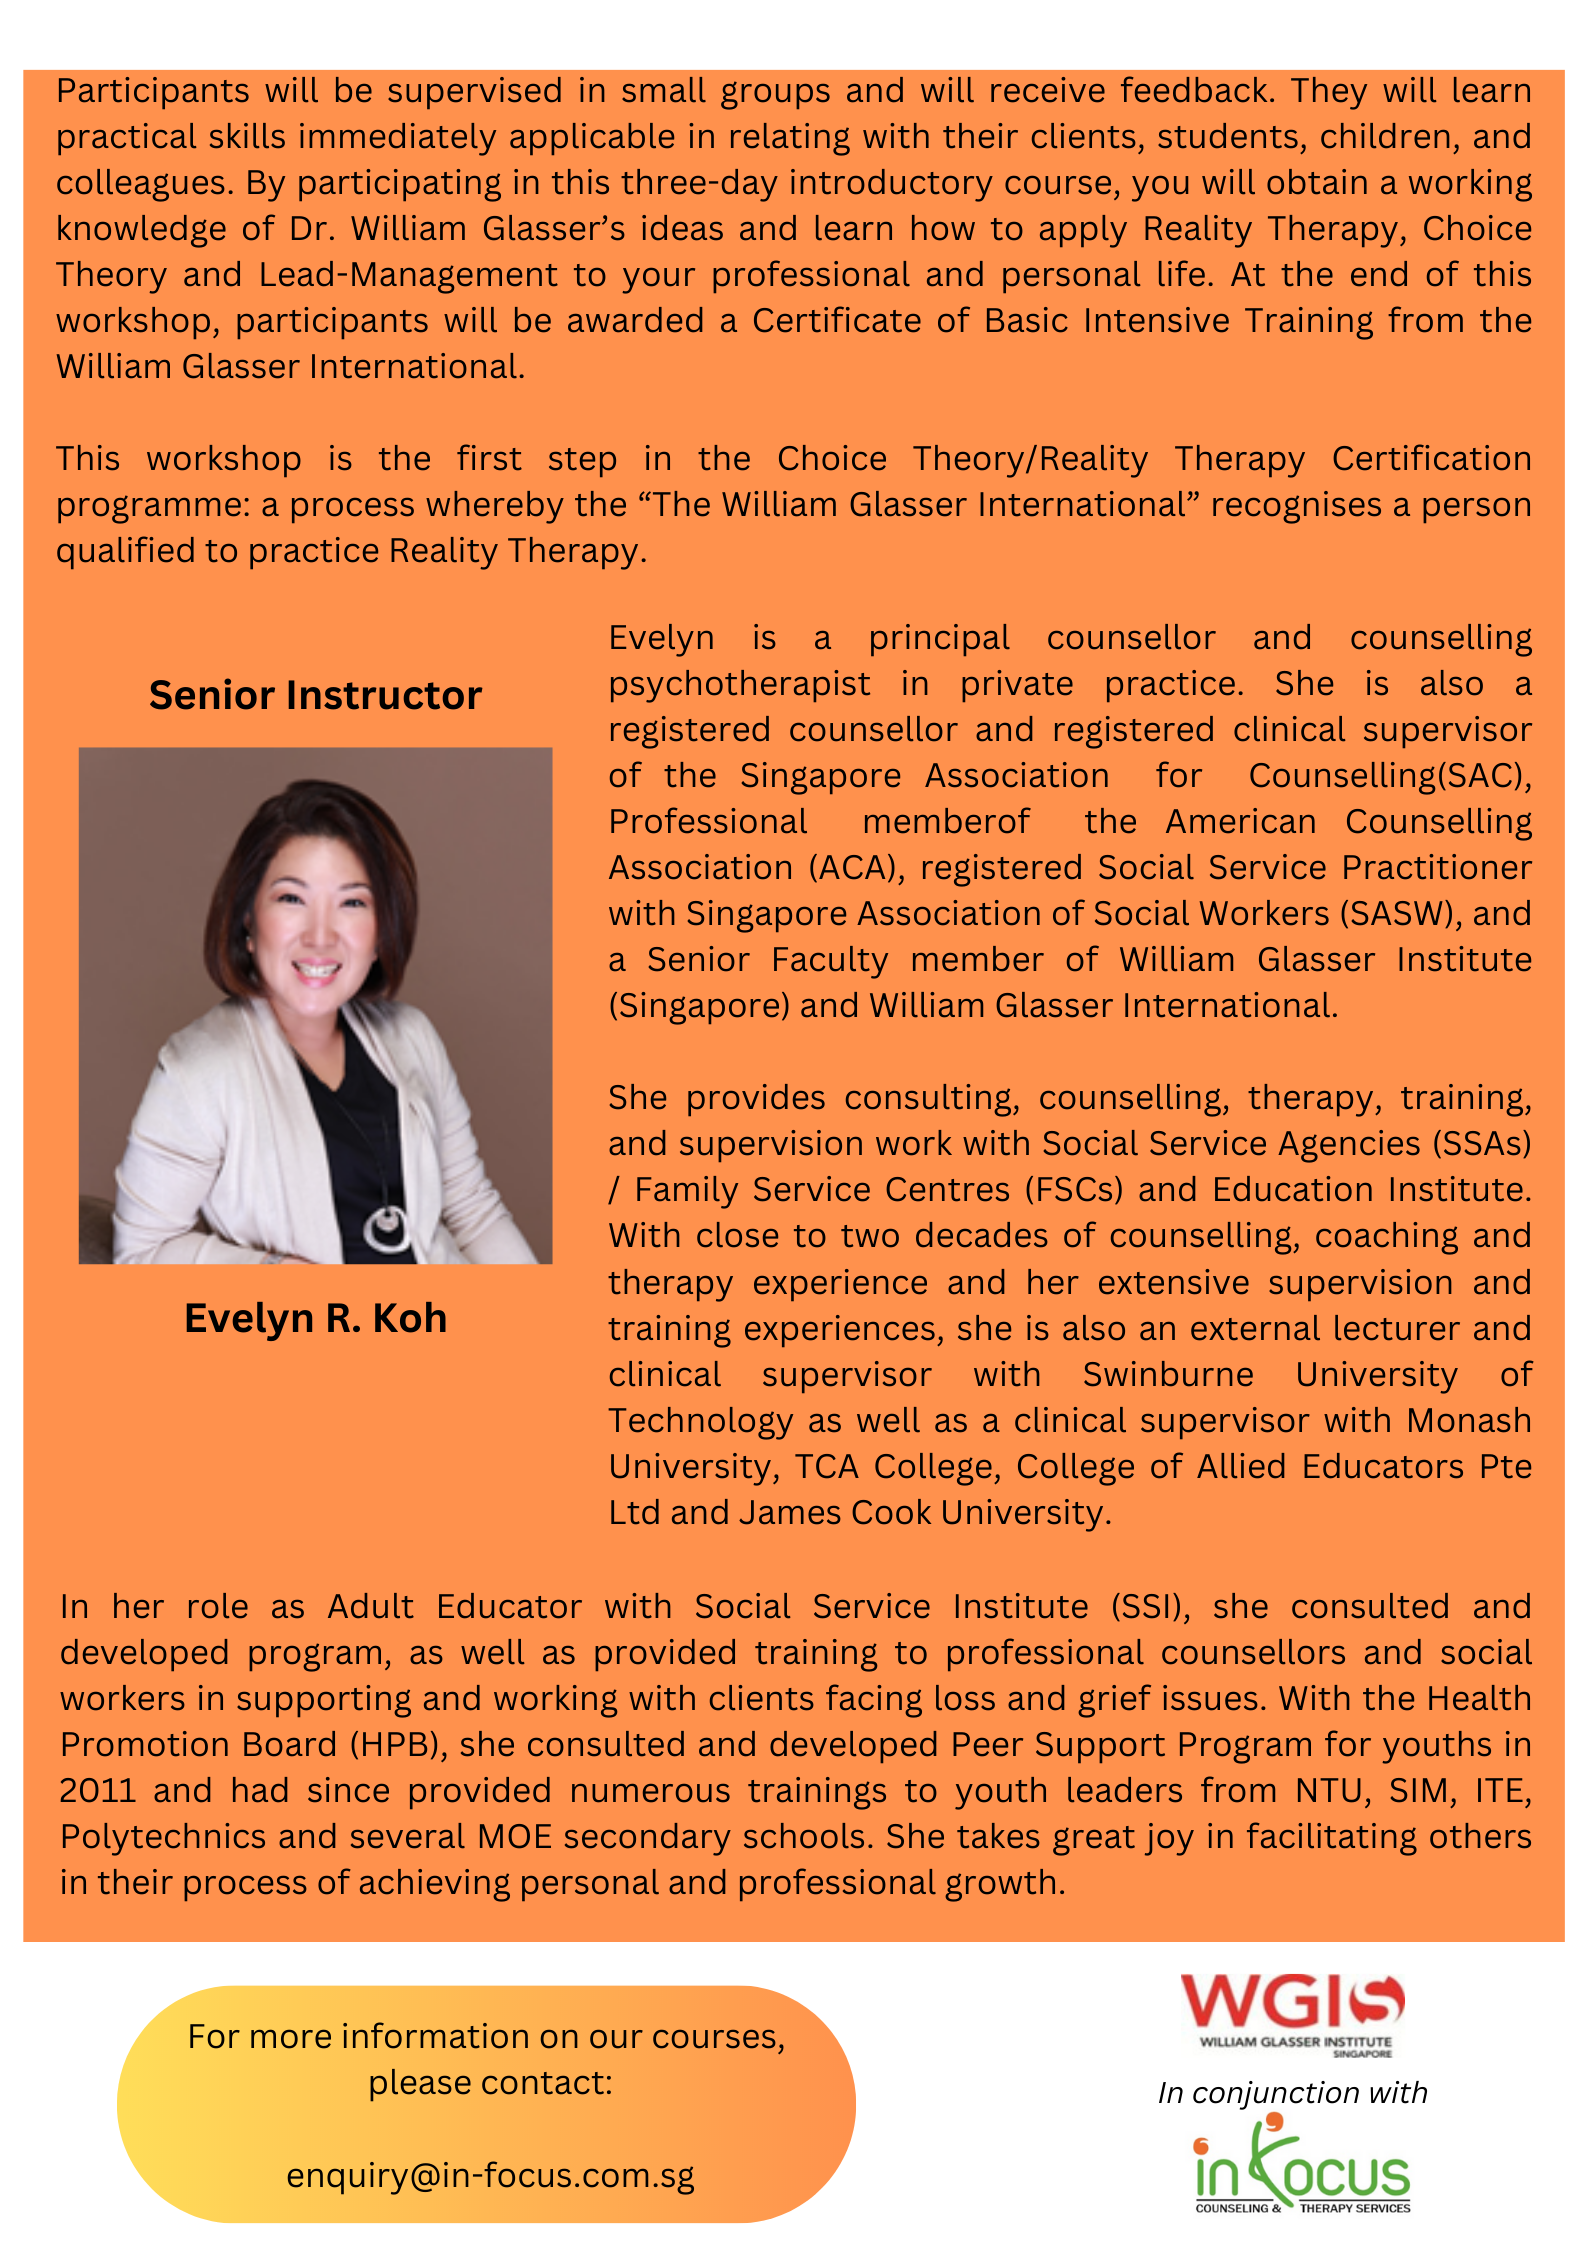 Participants will be supervised in small groups and will receive feedback. They will learn
practical skills immediately applicable in relating with their clients, students, children, and
colleagues. By participating in this three-day introductory course, you will obtain a working
knowledge of Dr. William Glasser’s ideas and learn how to apply Reality Therapy, Choice
Theory and Lead-Management to your professional and personal life. At the end of this
workshop, participants will be awarded a Certificate of Basic Intensive Training from the
William Glasser International.
This workshop is the first step in the Choice Theory/Reality Therapy Certification
programme: a process whereby the “The William Glasser International” recognises a person
qualified to practice Reality Therapy.
Senior Instructor
Evelyn R. Koh
Evelyn is a principal counsellor and counselling
psychotherapist in private practice. She is also a
registered counsellor and registered clinical supervisor
of the Singapore Association for Counselling(SAC),
Professional memberof the American Counselling
Association (ACA), registered Social Service Practitioner
with Singapore Association of Social Workers (SASW), and
a Senior Faculty member of William Glasser Institute
(Singapore) and William Glasser International.
She provides consulting, counselling, therapy, training,
and supervision work with Social Service Agencies (SSAs)
/ Family Service Centres (FSCs) and Education Institute.
With close to two decades of counselling, coaching and
therapy experience and her extensive supervision and
training experiences, she is also an external lecturer and
clinical supervisor with Swinburne University of
Technology as well as a clinical supervisor with Monash
University, TCA College, College of Allied Educators Pte
Ltd and James Cook University.
In her role as Adult Educator with Social Service Institute (SSI), she consulted and
developed program, as well as provided training to professional counsellors and social
workers in supporting and working with clients facing loss and grief issues. With the Health
Promotion Board (HPB), she consulted and developed Peer Support Program for youths in
2011 and had since provided numerous trainings to youth leaders from NTU, SIM, ITE,
Polytechnics and several MOE secondary schools. She takes great joy in facilitating others
in their process of achieving personal and professional growth.
For more information on our courses,
please contact:
enquiry@in-focus.com.sg
WGIS
WILLIAM GLASSER INSTITUTE
SINGAPORE
In conjunction with
inFocus
COUNSELING & THERAPY SERVICES